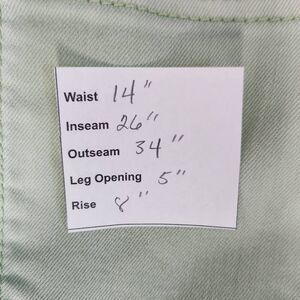 Waist 14"
Inseam 26"
Outseam 34"
Leg Opening 5"
Rise 8"